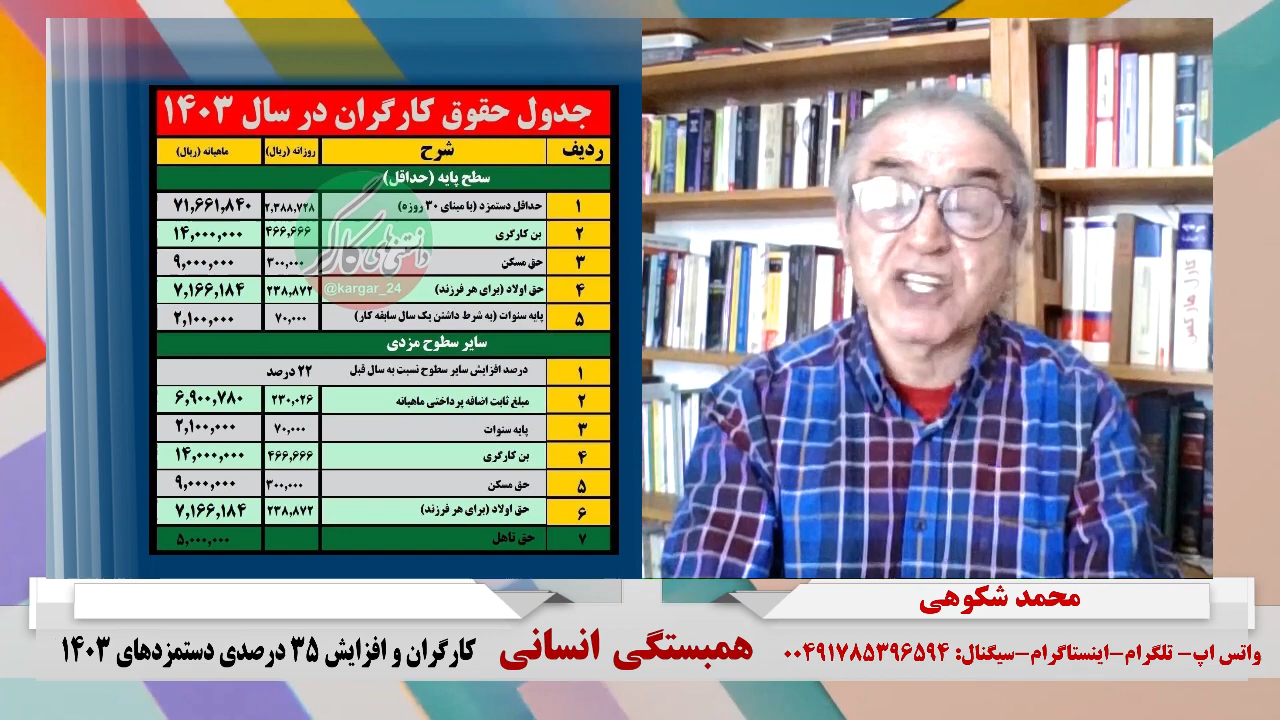 جدول حقوق کارگران در سال ۱۴۰۳
ردیف شرح روزانه (ریال) ماهیانه (ریال)
سطح پایه (حداقل)
۱ حداقل دستمزد (با مبنای ۳۰ روزه) ۲,۳۸۸,۷۲۸ ۷۱,۶۶۱,۸۴۰
۲ بن کارگری ۴۶۶,۶۶۶ ۱۴,۰۰۰,۰۰۰
۳ حق مسکن ۳۰۰,۰۰۰ ۹,۰۰۰,۰۰۰
۴ حق اولاد (برای هر فرزند) ۲۳۸,۸۷۲ ۷,۱۶۶,۱۸۴
۵ پایه سنوات (به شرط داشتن یک سال سابقه کار) ۷۰,۰۰۰ ۲,۱۰۰,۰۰۰
سایر سطوح مزدی
۱ درصد افزایش سایر سطوح نسبت به سال قبل ۲۲ درصد
۲ مبلغ ثابت اضافه پرداختی ماهیانه ۲۳۰,۰۲۶ ۶,۹۰۰,۷۸۰
۳ پایه سنوات ۷۰,۰۰۰ ۲,۱۰۰,۰۰۰
۴ بن کارگری ۴۶۶,۶۶۶ ۱۴,۰۰۰,۰۰۰
۵ حق مسکن ۳۰۰,۰۰۰ ۹,۰۰۰,۰۰۰
۶ حق اولاد (برای هر فرزند) ۲۳۸,۸۷۲ ۷,۱۶۶,۱۸۴
۷ حق تاهل ۵,۰۰۰,۰۰۰
@kargar_24
سرمایه
کارل مارکس
محمد شکوهی
واتس اپ- تلگرام-اینستاگرام-سیگنال: ۰۰۴۹۱۷۸۵۳۹۶۵۹۴ همبستگی انسانی کارگران و افزایش ۳۵ درصدی دستمزدهای ۱۴۰۳